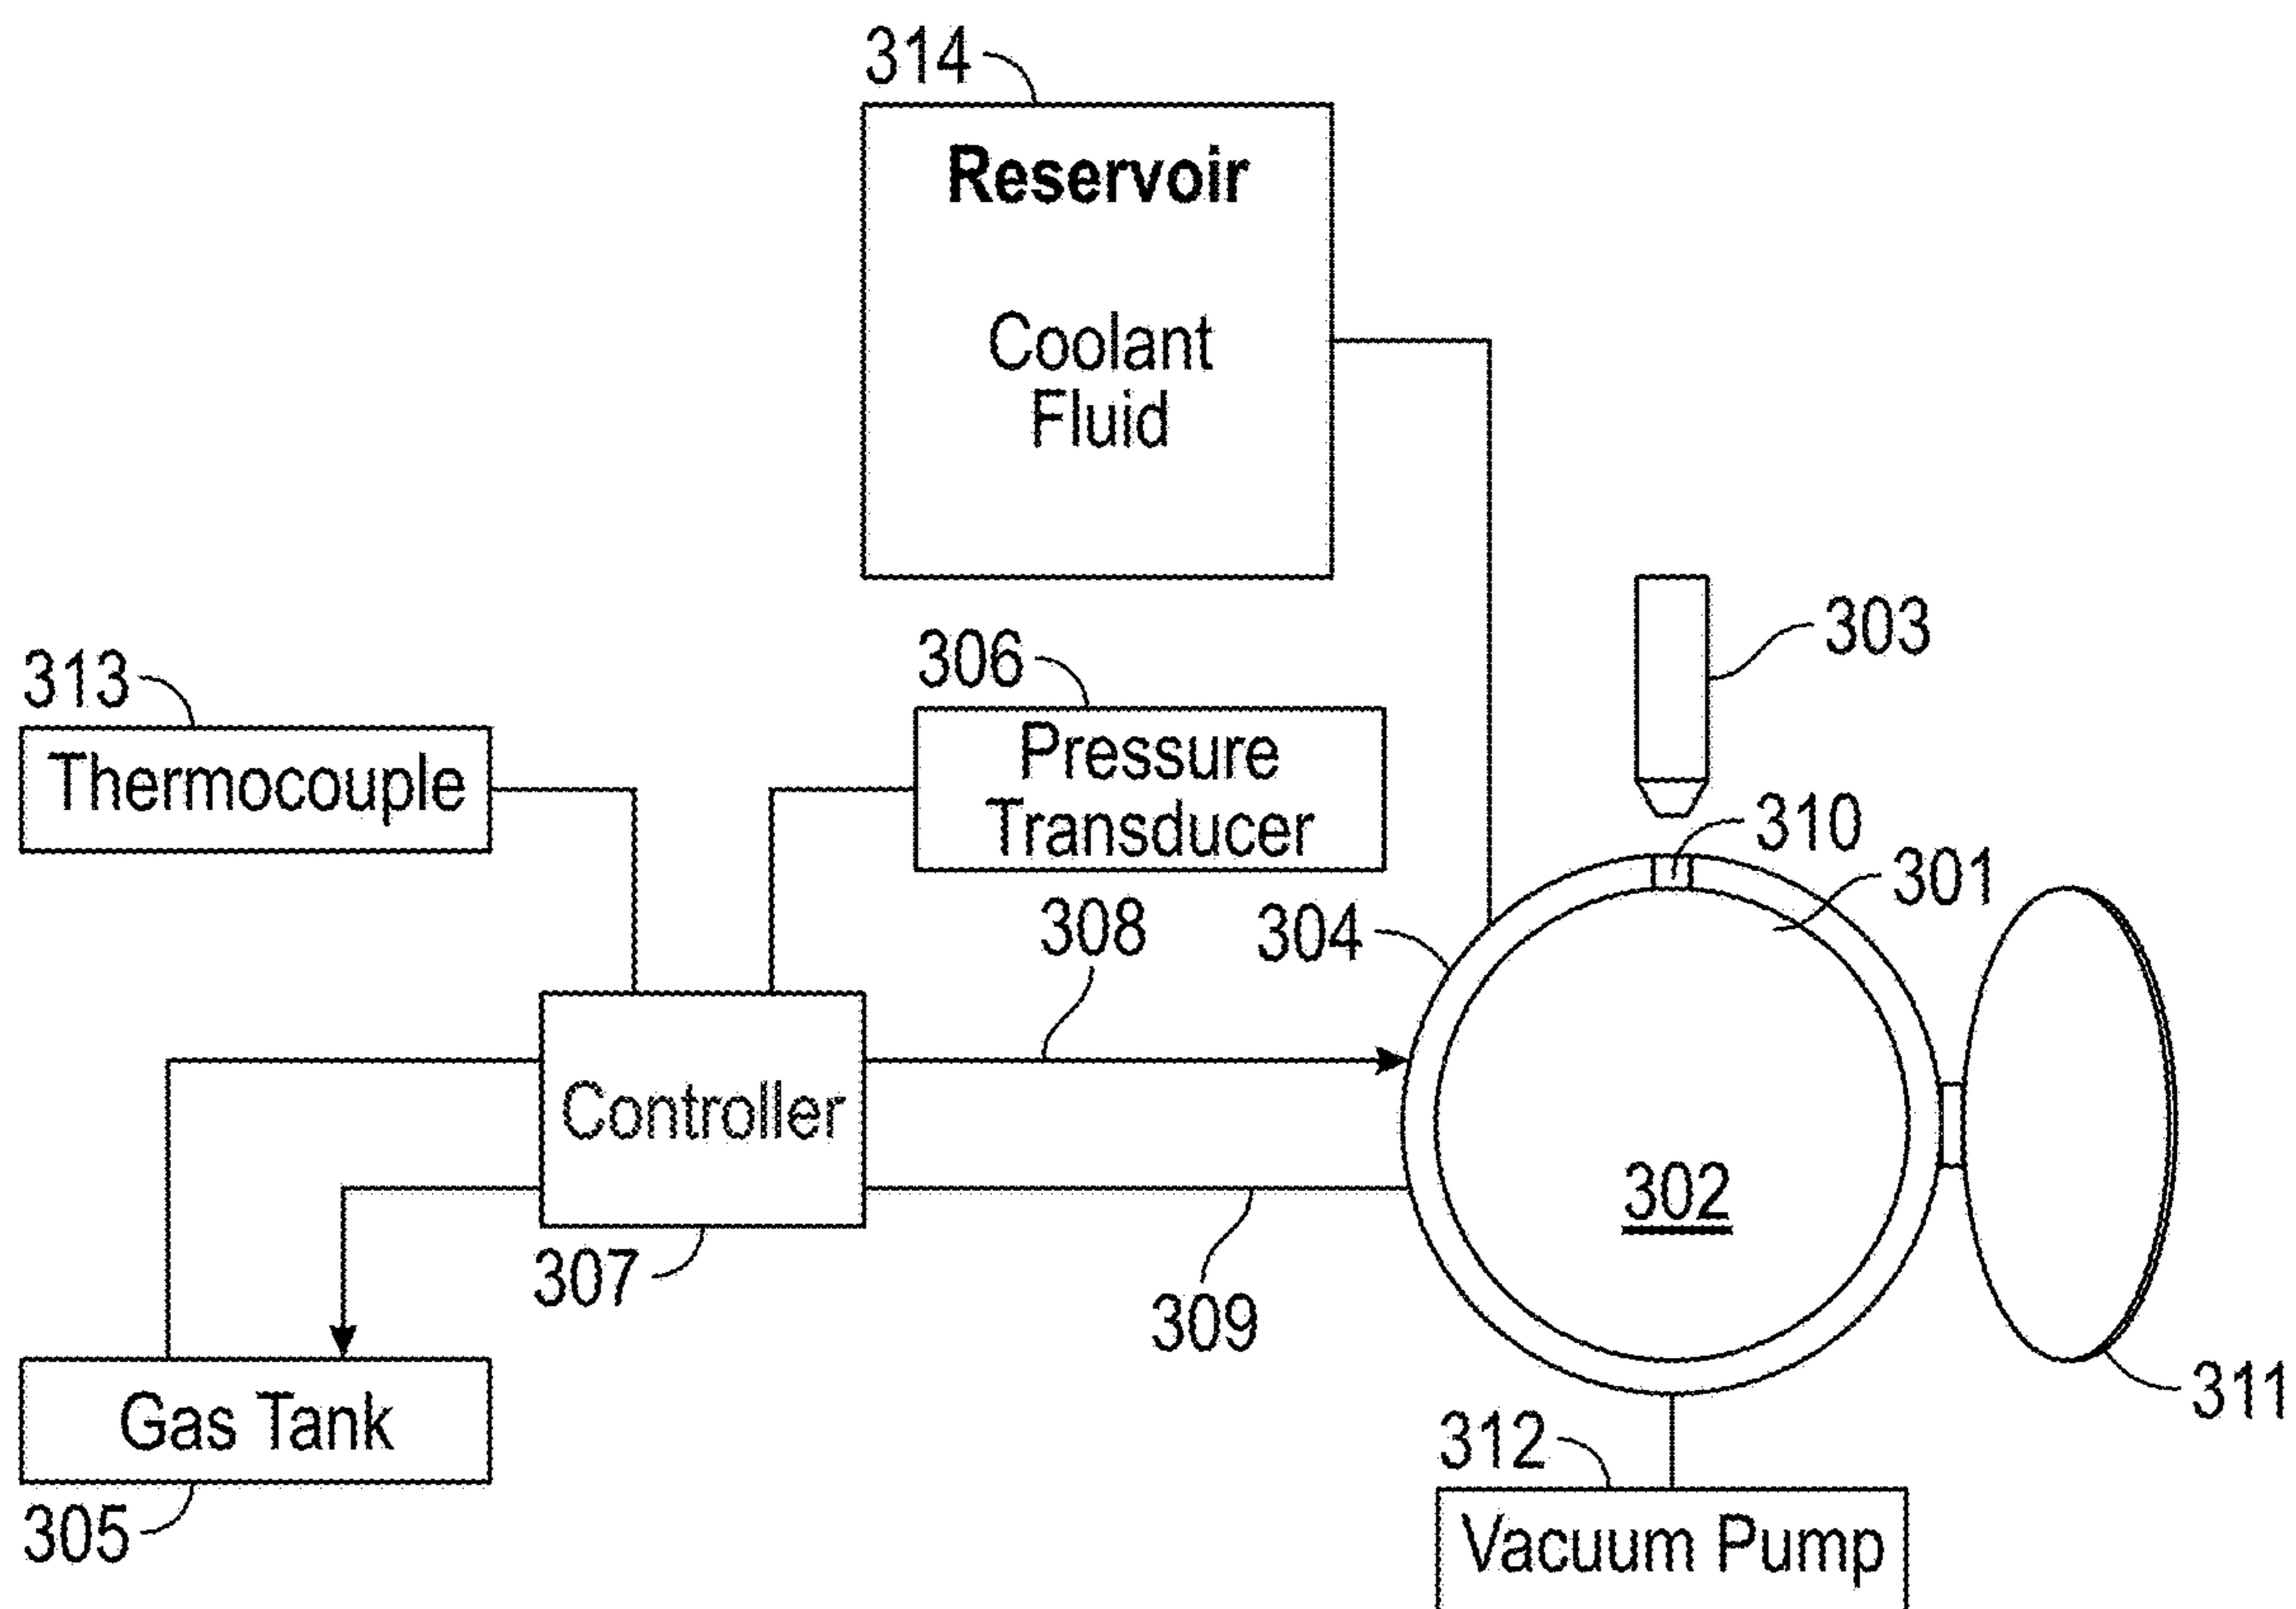 314
Reservoir
Coolant
Fluid
303
306
313
Pressure
Transducer
Thermocouple
310
301
308
304
Controller
302
307
309
311
Gas Tank
312
305
Vacuum Pump